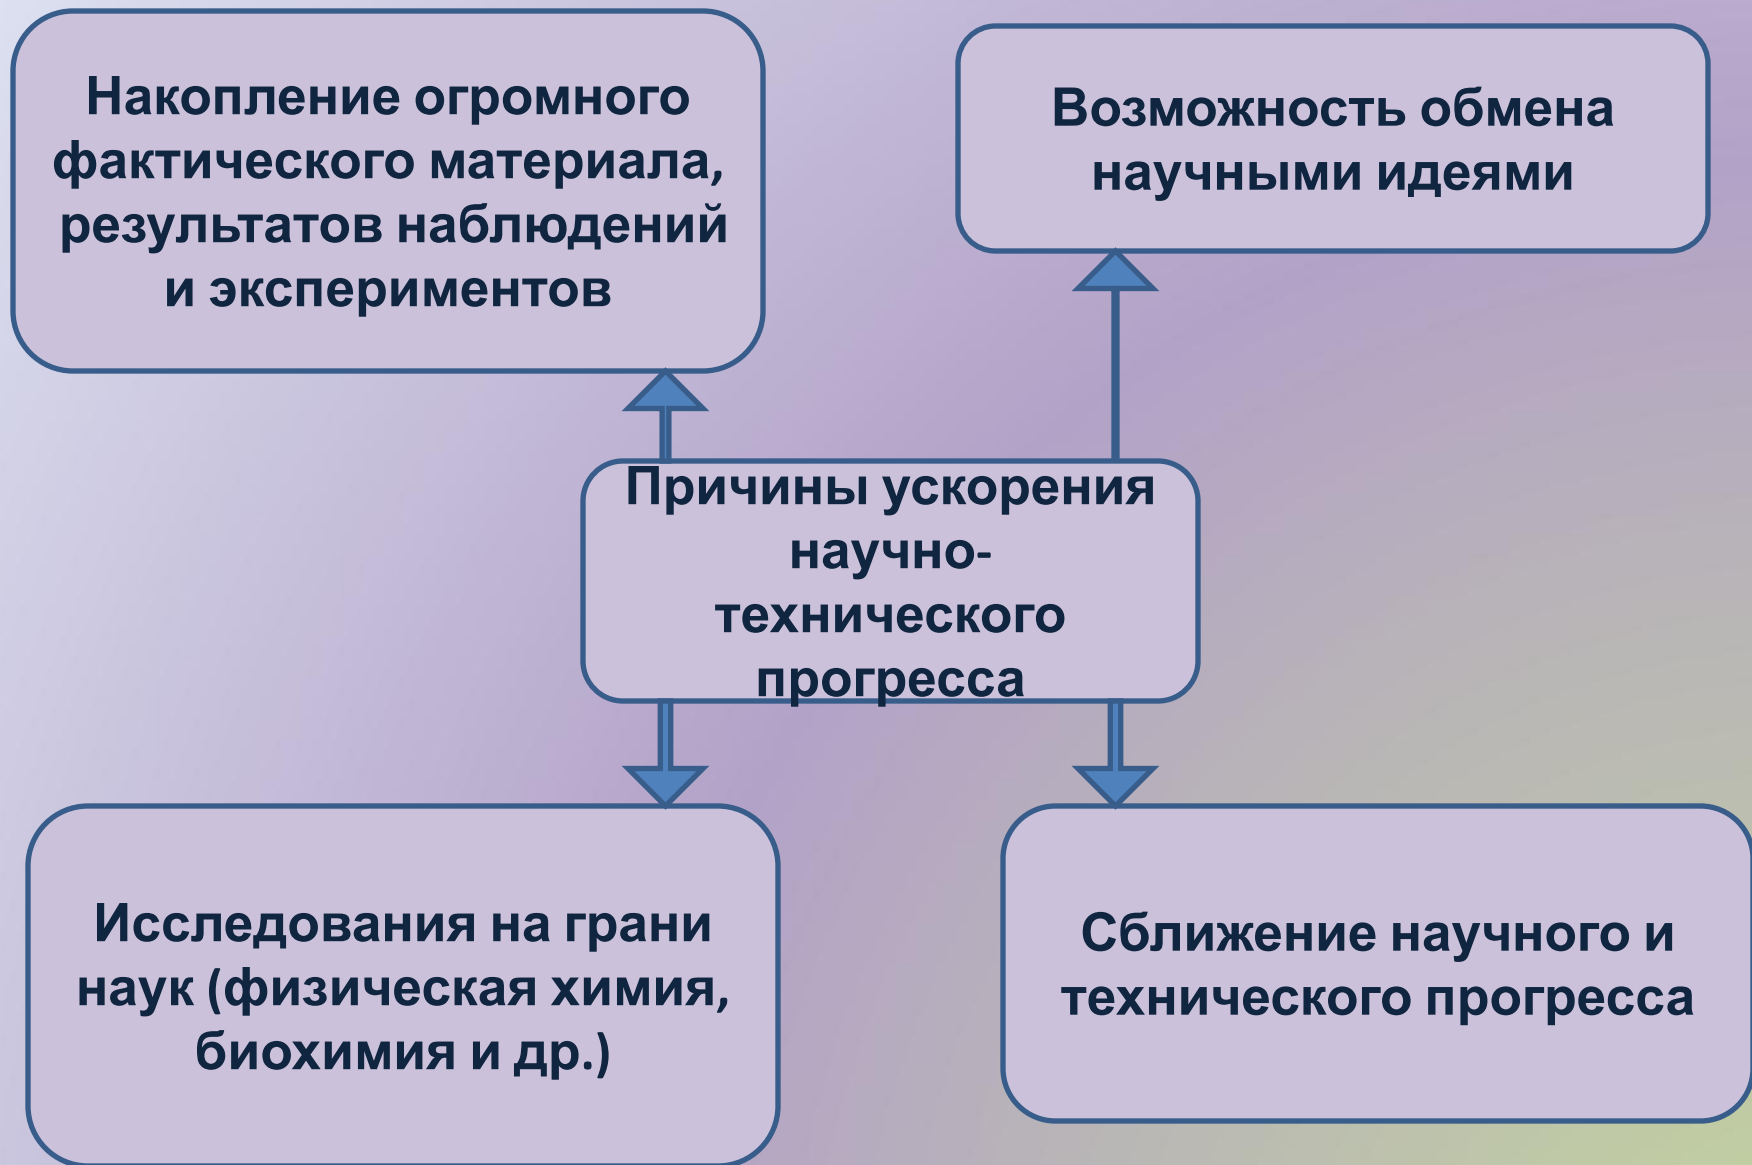 Накопление огромного
фактического материала,
результатов наблюдений
и экспериментов
Возможность обмена
научными идеями
Причины ускорения
научно-
технического
прогресса
Исследования на грани
наук (физическая химия,
биохимия и др.)
Сближение научного и
технического прогресса